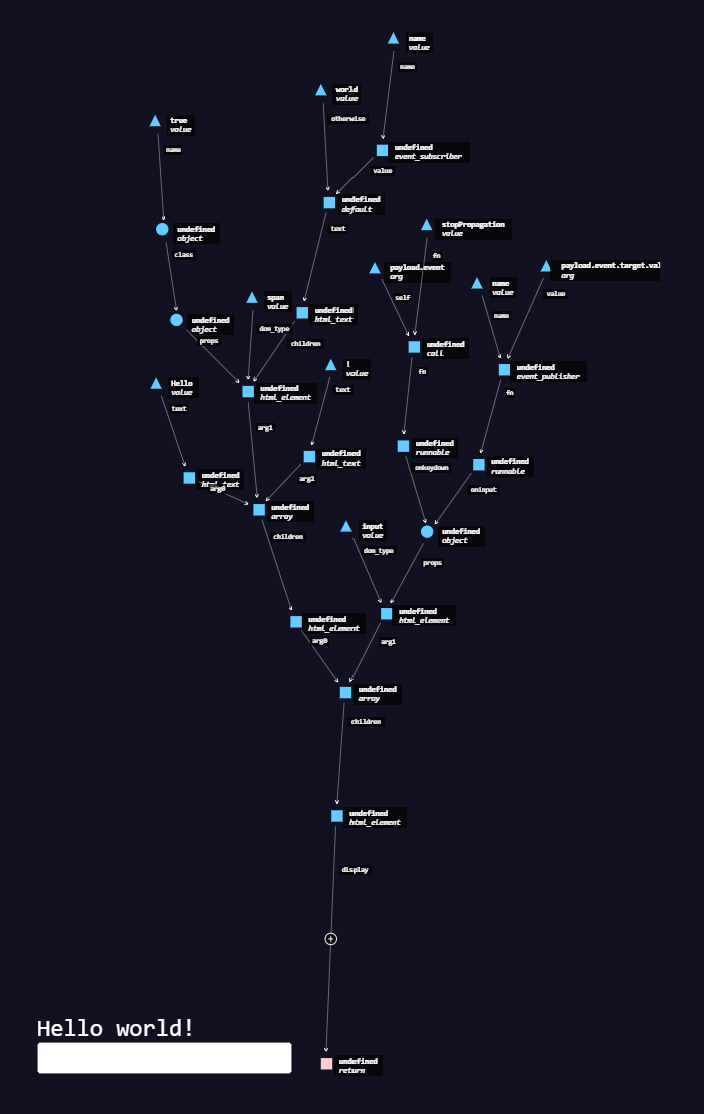 name
value
name
world
value
otherwise
true
value
name
undefined
event_subscriber
value
undefined
default
text
undefined
object
class
stopPropagation
value
fn
payload.event
arg
self
payload.event.target.val
arg
value
name
value
name
span
value
dom_type
undefined
html_text
children
undefined
object
props
undefined
call
fn
!
value
text
undefined
event_publisher
fn
Hello
value
text
undefined
html_element
arg1
undefined
html_text
arg2
undefined
runnable
onkeydown
undefined
runnable
oninput
undefined
html_text
arg0
undefined
array
children
input
value
dom_type
undefined
object
props
undefined
html_element
arg0
undefined
html_element
arg1
undefined
array
children
undefined
html_element
display
Hello world!
undefined
return